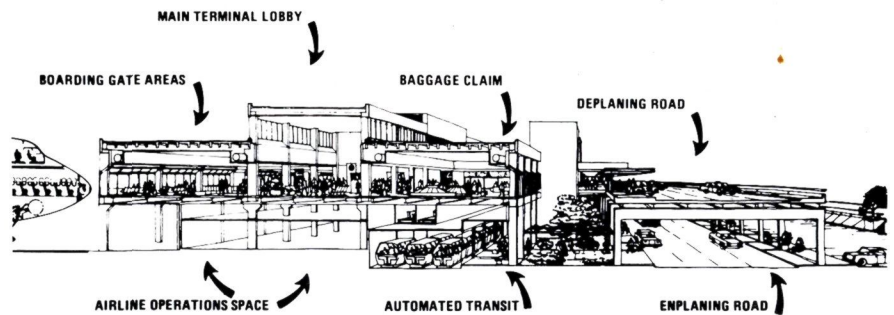 MAIN TERMINAL LOBBY
BOARDING GATE AREAS
BAGGAGE CLAIM
DEPLANING ROAD
AIRLINE OPERATIONS SPACE
AUTOMATED TRANSIT
ENPLANING ROAD